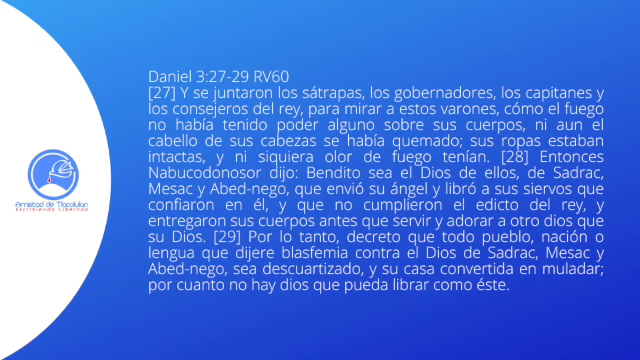 Daniel 3:27-29 RV60
[27] Y se juntaron los sátrapas, los gobernadores, los capitanes y
los consejeros del rey, para mirar a estos varones, cómo el fuego
no había tenido poder alguno sobre sus cuerpos, ni aun el
cabello de sus cabezas se había quemado; sus ropas estaban
intactas, y ni siquiera olor de fuego tenían. [28] Entonces
Nabucodonosor dijo: Bendito sea el Dios de ellos, de Sadrac,
Mesac y Abed-nego, que envió su ángel y libró a sus siervos que
confiaron en él, y que no cumplieron el edicto del rey, y
entregaron sus cuerpos antes que servir y adorar a otro dios que
su Dios. [29] Por lo tanto, decreto que todo pueblo, nación o
lengua que dijere blasfemia contra el Dios de Sadrac, Mesac y
Abed-nego, sea descuartizado, y su casa convertida en muladar;
por cuanto no hay dios que pueda librar como éste.
Amistad de Tlacolulan
Escribiendo Libertad